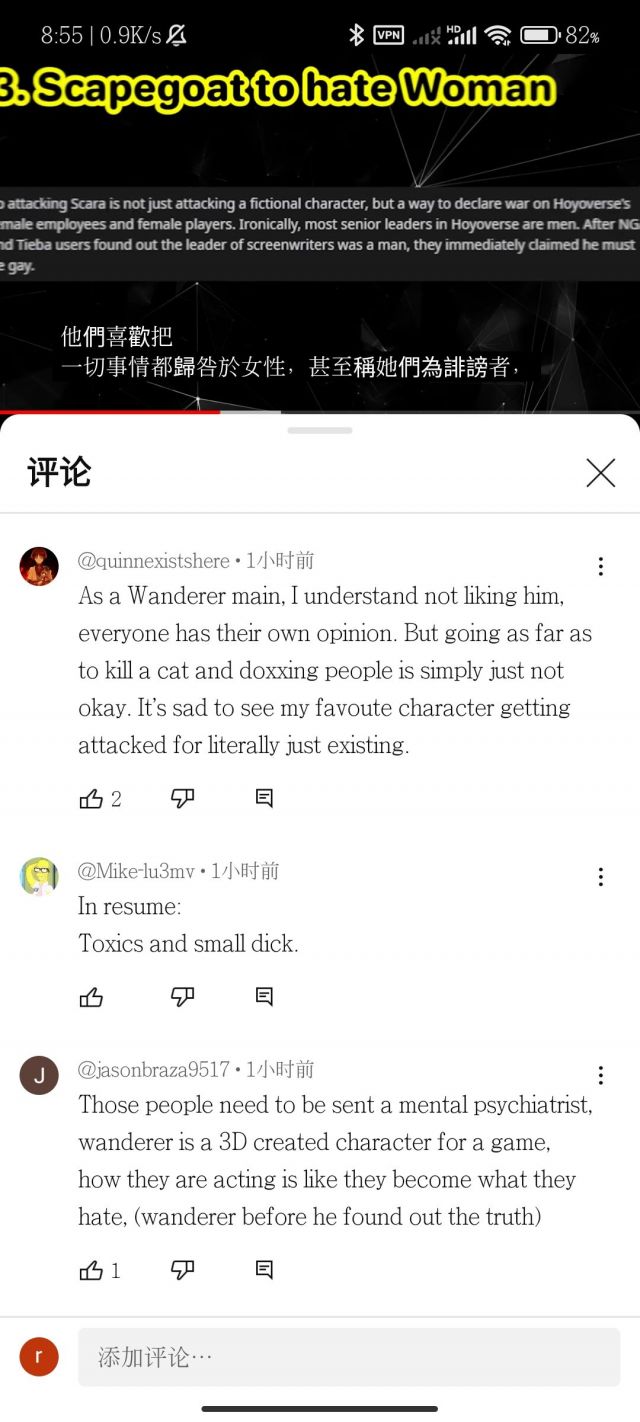 8:55 | 0.9K/s VPN HD 82%
3. Scapegoat to hate Woman
o attacking Scara is not just attacking a fictional character, but a way to declare war on Hoyoverse's
male employees and female players. Ironically, most senior leaders in Hoyoverse are men. After NG
nd Tieba users found out the leader of screenwriters was a man, they immediately claimed he must
e gay.
他們喜歡把
一切事情都歸咎於女性，甚至稱她們為誹謗者，
评论
@quinnexistshere • 1小时前
As a Wanderer main, I understand not liking him,
everyone has their own opinion. But going as far as
to kill a cat and doxxing people is simply just not
okay. It's sad to see my favoute character getting
attacked for literally just existing.
2
@Mike-lu3mv • 1小时前
In resume:
Toxics and small dick.
J
@jasonbraza9517 • 1小时前
Those people need to be sent a mental psychiatrist,
wanderer is a 3D created character for a game,
how they are acting is like they become what they
hate, (wanderer before he found out the truth)
1
r
添加评论…